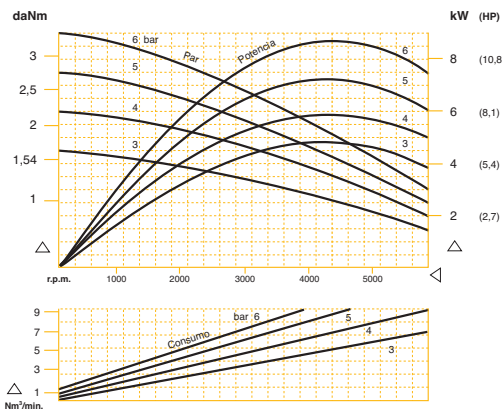 daNm
kW (HP)
6 bar
Par
Potencia
6
3
8 (10,8
5
5
2,5
6 (8,1)
4
4
2
3
3
1,54
4 (5,4)
1
2 (2,7)
r.p.m. 1000 2000 3000 4000 5000
9
bar 6
5
7
Consumo
4
5
3
3
1
Nm³/min.